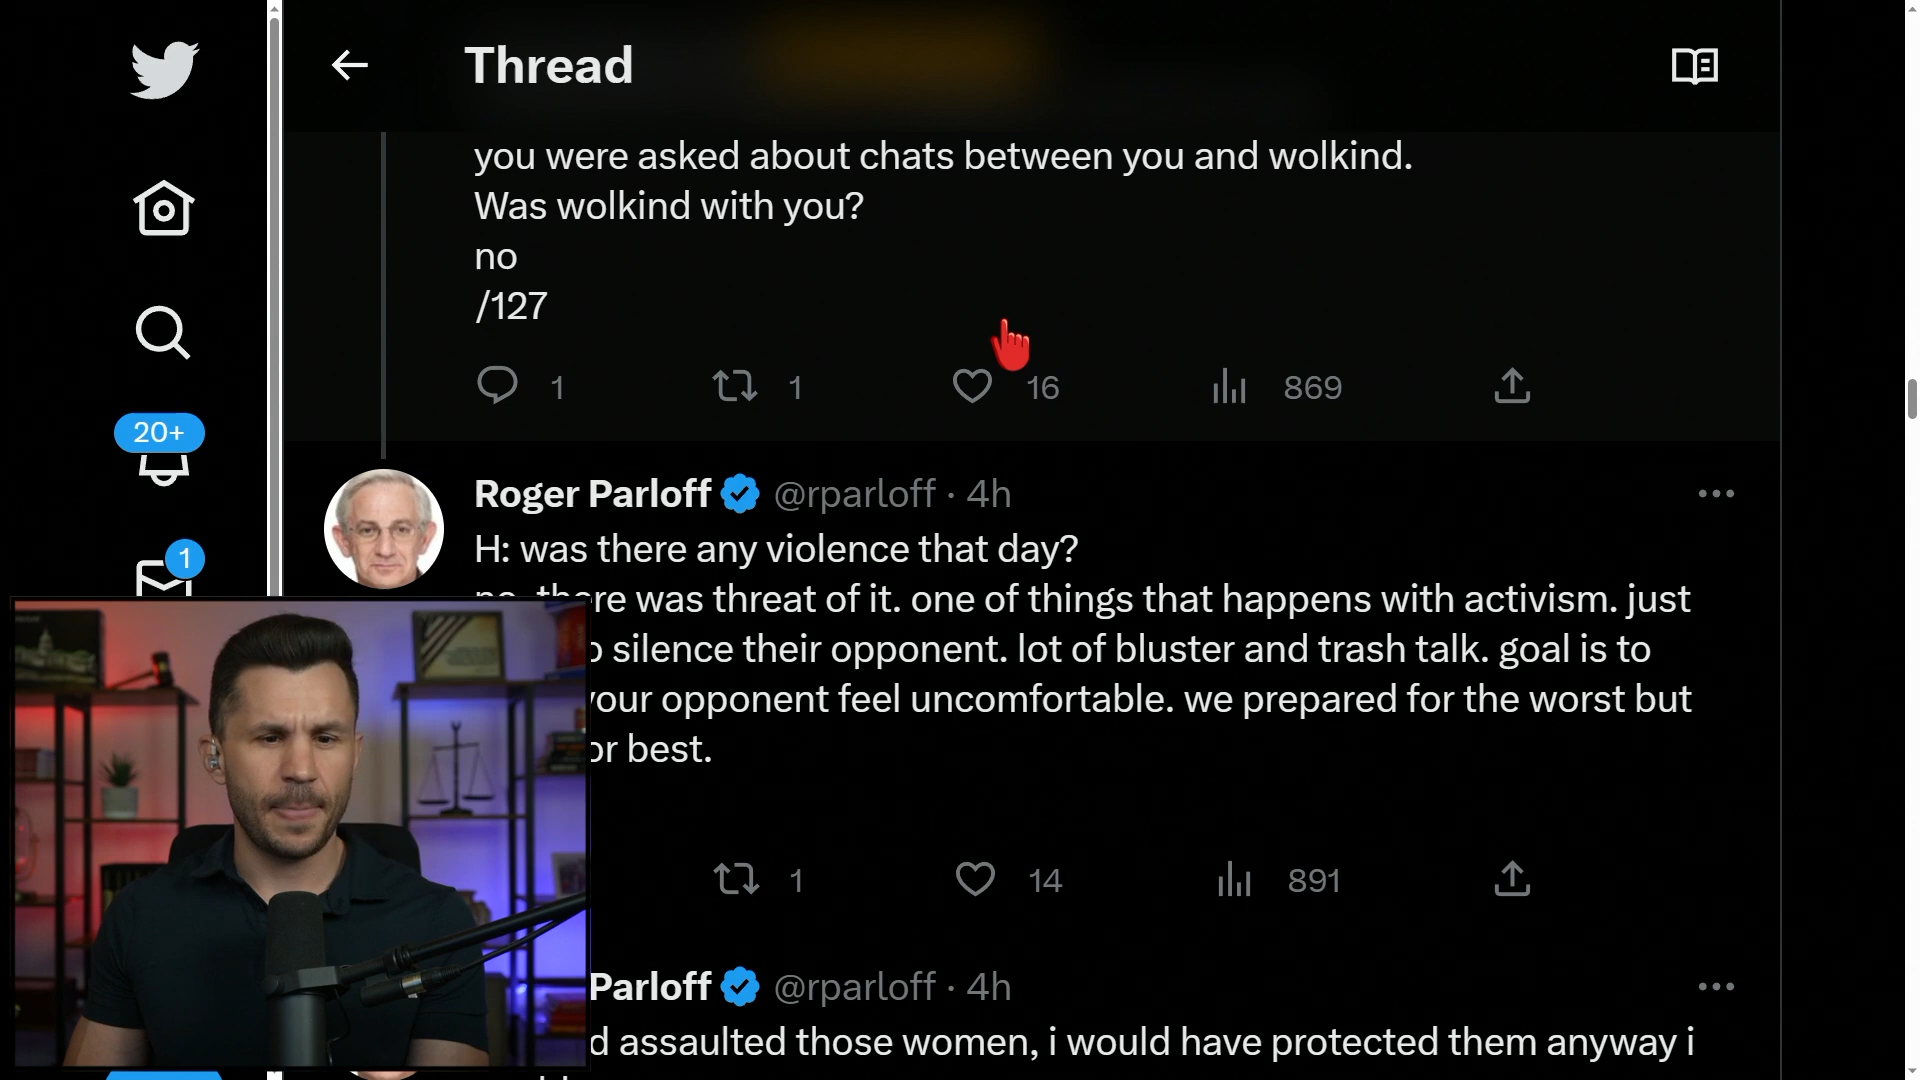 Thread
you were asked about chats between you and wolkind.
Was wolkind with you?
no
/127
1 1 16 869
20+
Roger Parloff @rparloff · 4h
H: was there any violence that day?
there was threat of it. one of things that happens with activism. just
1
silence their opponent. lot of bluster and trash talk. goal is to
your opponent feel uncomfortable. we prepared for the worst but
or best.
1 14 891
Parloff @rparloff · 4h
assaulted those women, i would have protected them anyway i